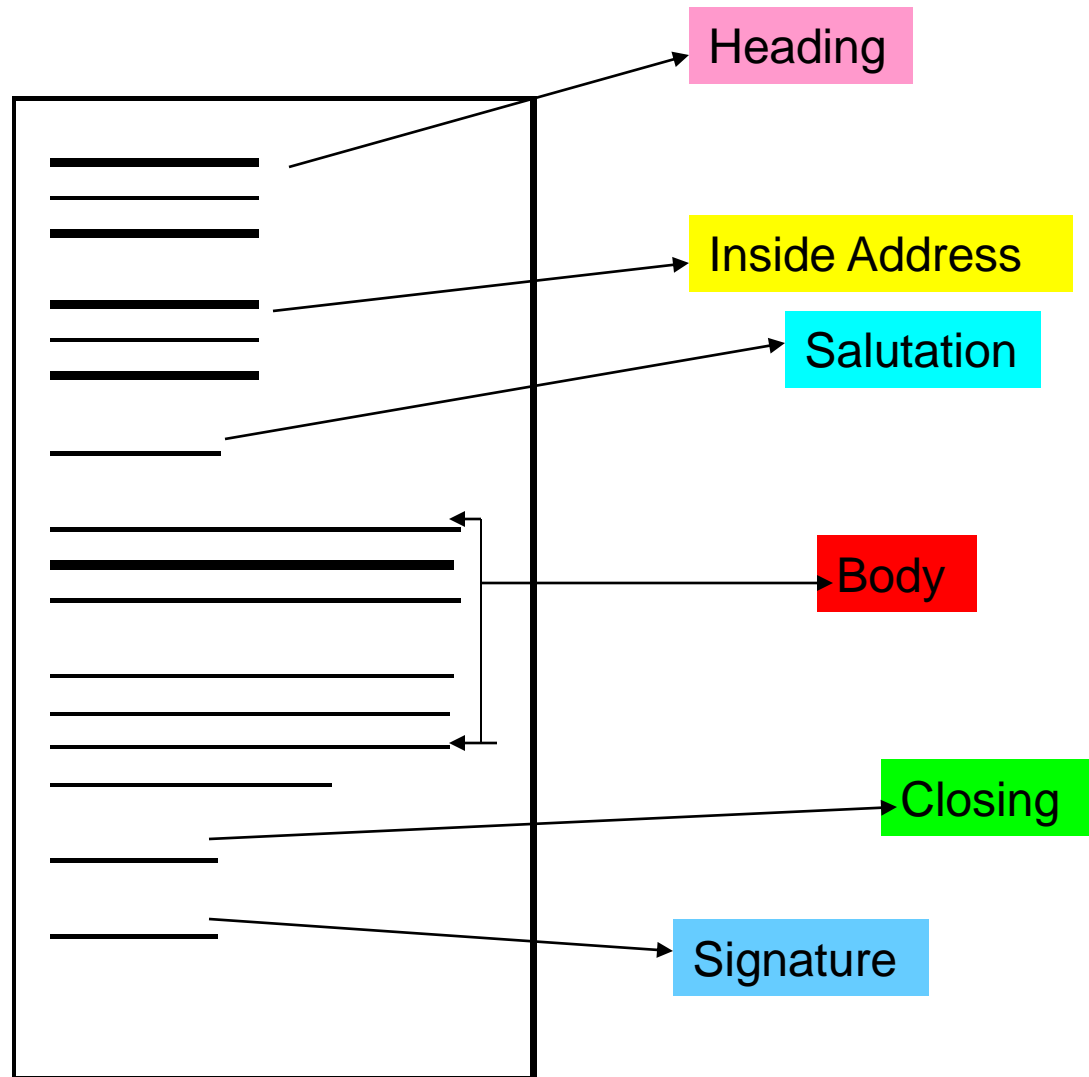 Heading
Inside Address
Salutation
Body
Closing
Signature